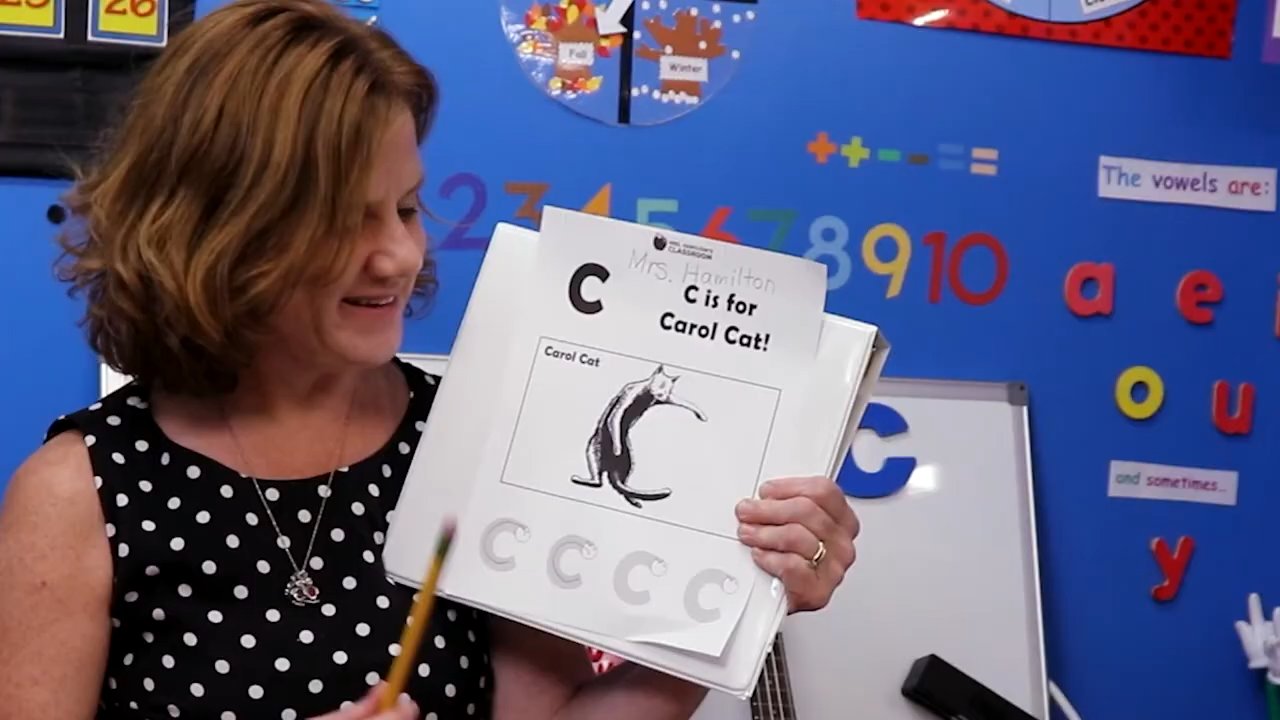 25
26
Fall
Winter
+ + - - = =
2 3 4 5 6 7 8 9 10
The vowels are:
a e
o u
and sometimes...
y
MRS. HAMILTON'S
CLASSROOM
Mrs. Hamilton
C
C is for
Carol Cat!
Carol Cat
C C C C
C